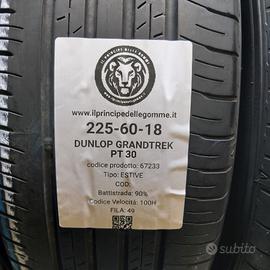 IL PRINCIPE DELLE GOMME
www.ilprincipedellegomme.it
225-60-18
DUNLOP GRANDTREK
PT 30
codice prodotto: 67233
Tipo: ESTIVE
COD:
Battistrada: 90%
Codice Velocità: 100H
FILA: 49
subito